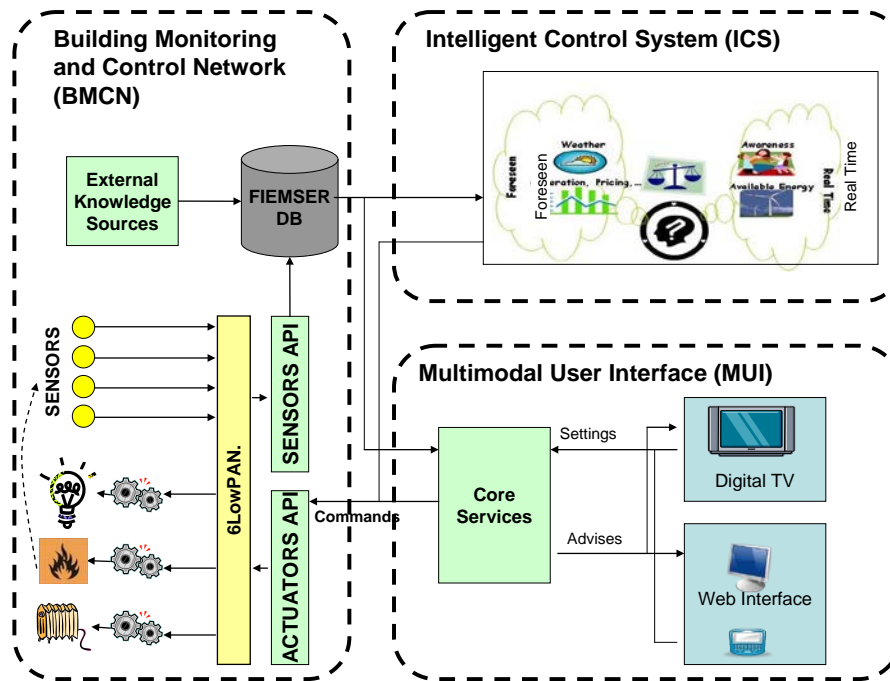 Building Monitoring
and Control Network
(BMCN)
External
Knowledge
Sources
FIEMSER
DB
SENSORS
6LowPAN.
SENSORS API
ACTUATORS API
Commands
Intelligent Control System (ICS)
Weather
Foreseen
Foreseen
eration, Pricing,...
Awareness
Available Energy
Real Time
Real Time
Multimodal User Interface (MUI)
Core
Services
Settings
Advises
Digital TV
Web Interface